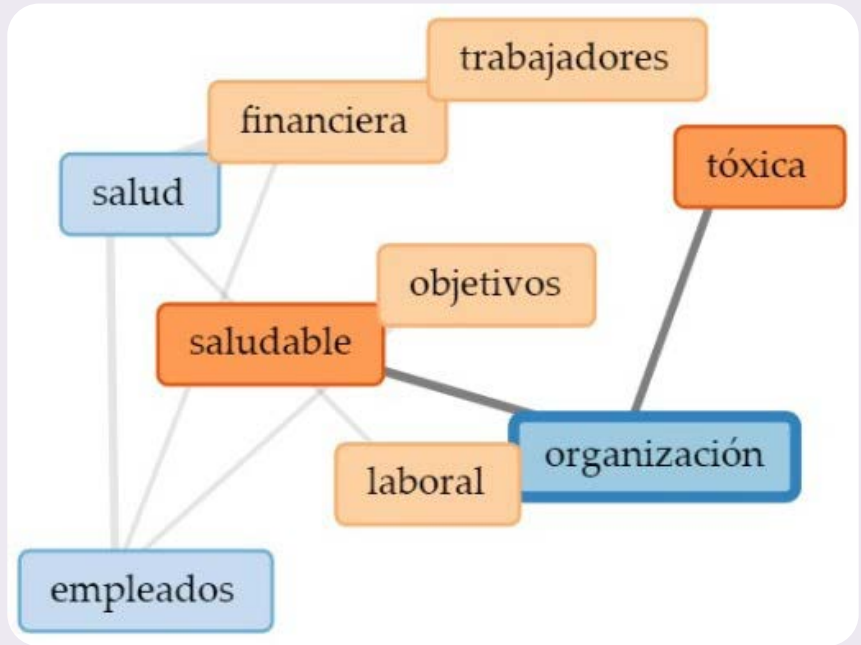 trabajadores
financiera
tóxica
salud
objetivos
saludable
organización
laboral
empleados